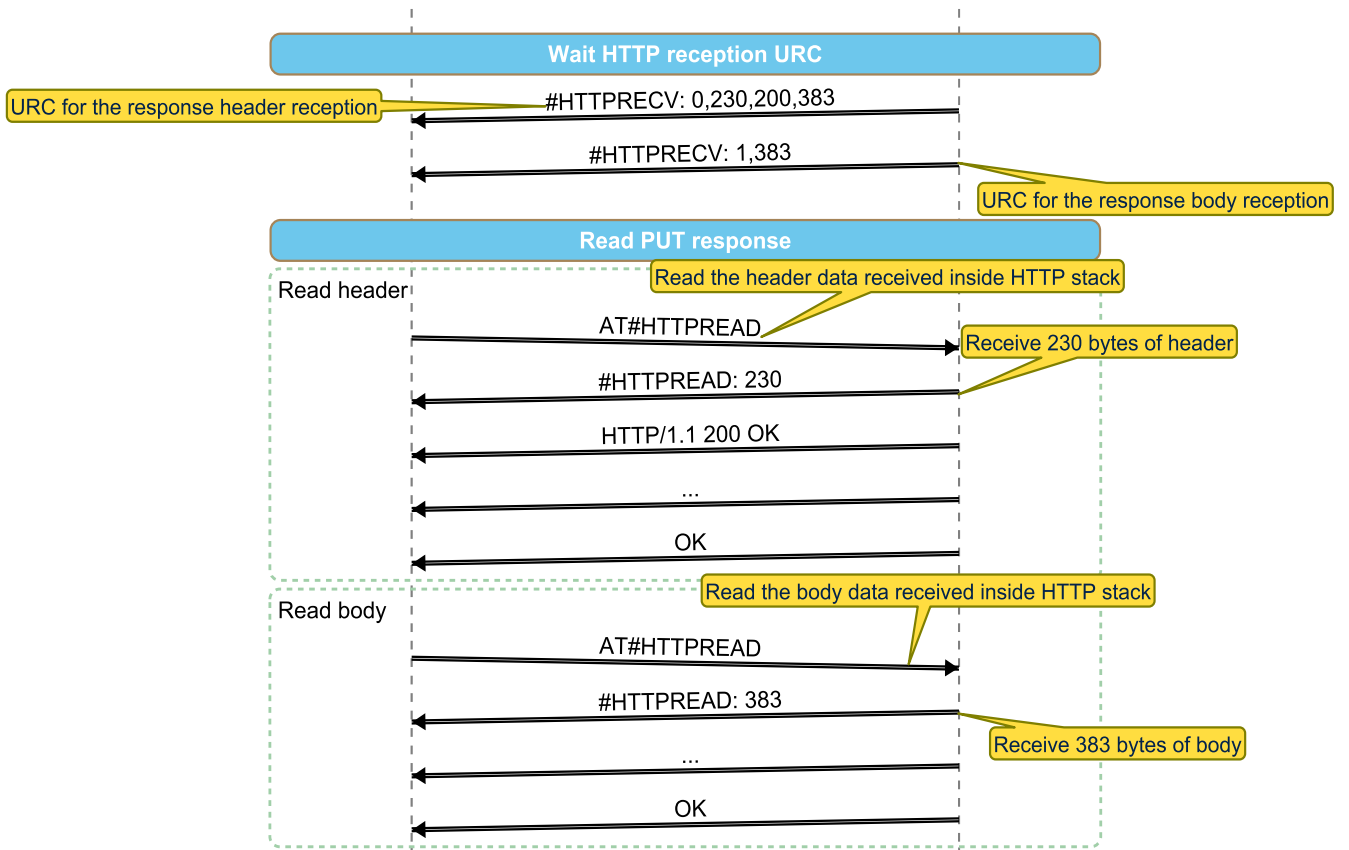 Wait HTTP reception URC
URC for the response header reception
#HTTPRECV: 0,230,200,383
#HTTPRECV: 1,383
URC for the response body reception
Read PUT response
Read header
Read the header data received inside HTTP stack
AT#HTTPREAD
Receive 230 bytes of header
#HTTPREAD: 230
HTTP/1.1 200 OK
...
OK
Read body
Read the body data received inside HTTP stack
AT#HTTPREAD
#HTTPREAD: 383
Receive 383 bytes of body
...
OK